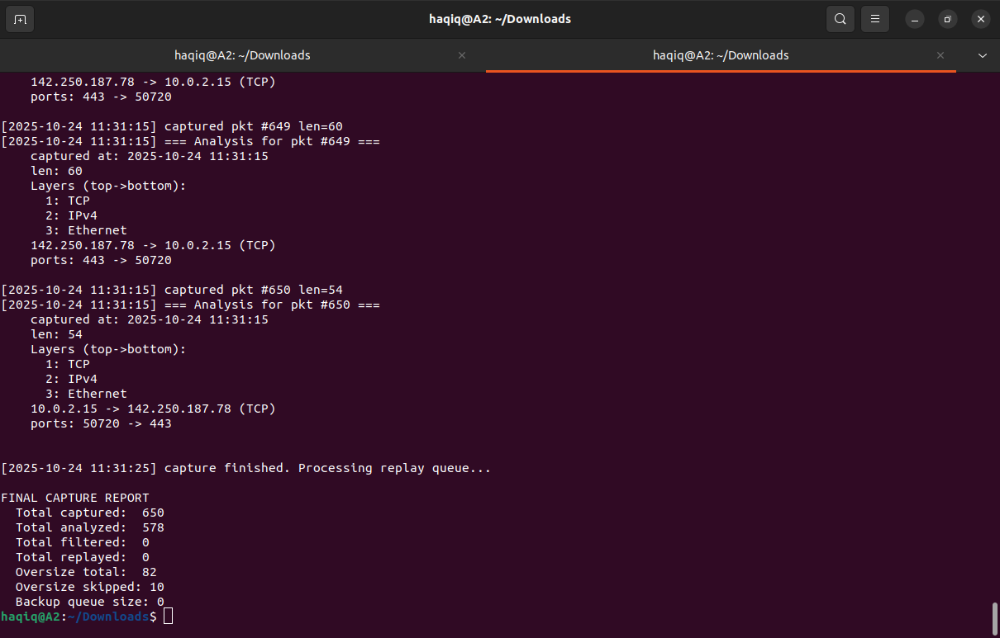 haqiq@A2: ~/Downloads
haqiq@A2: ~/Downloads
haqiq@A2: ~/Downloads
142.250.187.78 -> 10.0.2.15 (TCP)
ports: 443 -> 50720
[2025-10-24 11:31:15] captured pkt #649 len=60
[2025-10-24 11:31:15] === Analysis for pkt #649 ===
captured at: 2025-10-24 11:31:15
len: 60
Layers (top->bottom):
1: TCP
2: IPv4
3: Ethernet
142.250.187.78 -> 10.0.2.15 (TCP)
ports: 443 -> 50720
[2025-10-24 11:31:15] captured pkt #650 len=54
[2025-10-24 11:31:15] === Analysis for pkt #650 ===
captured at: 2025-10-24 11:31:15
len: 54
Layers (top->bottom):
1: TCP
2: IPv4
3: Ethernet
10.0.2.15 -> 142.250.187.78 (TCP)
ports: 50720 -> 443
[2025-10-24 11:31:25] capture finished. Processing replay queue...
FINAL CAPTURE REPORT
Total captured:  650
Total analyzed:  578
Total filtered:  0
Total replayed:  0
Oversize total:  82
Oversize skipped: 10
Backup queue size: 0
haqiq@A2:~/Downloads$